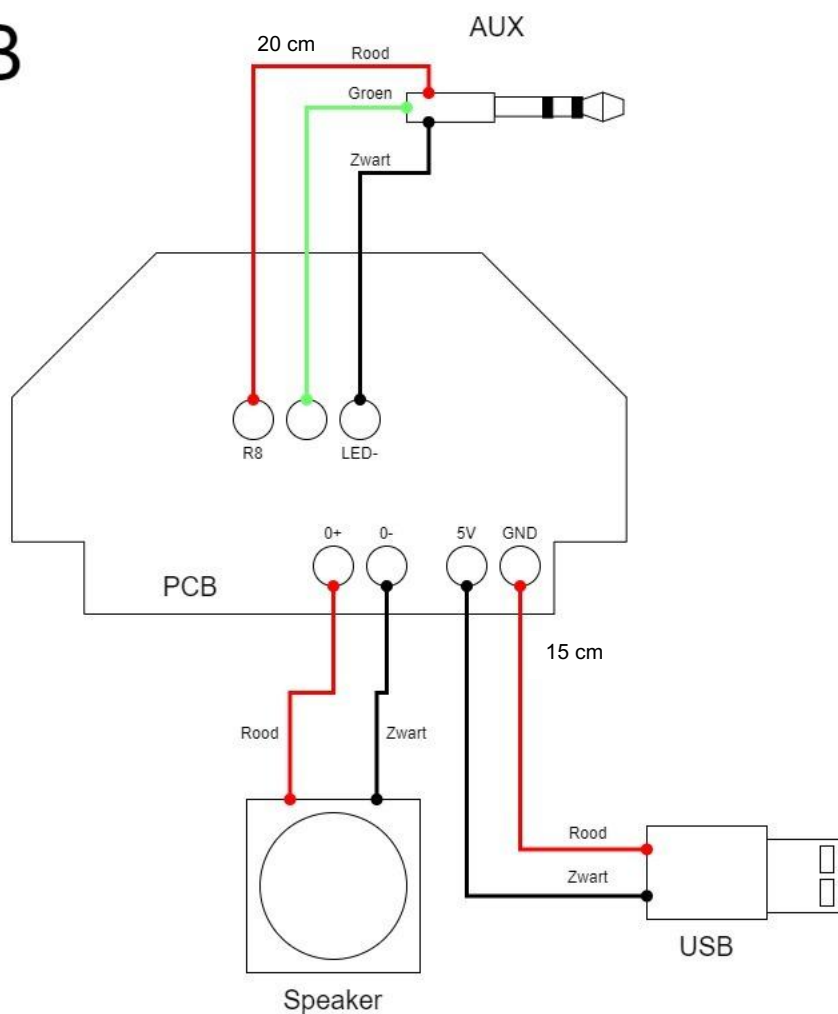 B
AUX
20 cm
Rood
Groen
Zwart
R8
LED-
0+
0-
5V
GND
PCB
15 cm
Rood
Zwart
Rood
Zwart
USB
Speaker